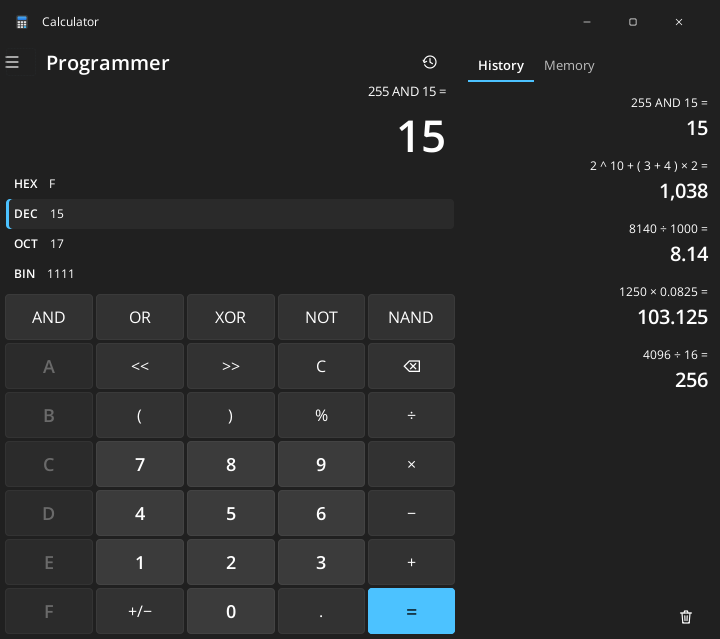 Calculator
Programmer
255 AND 15 =
15
HEX F
DEC 15
OCT 17
BIN 1111
AND OR XOR NOT NAND
A << >> C
B ( ) % ÷
C 7 8 9 ×
D 4 5 6 −
E 1 2 3 +
F +/− 0 . =
History Memory
255 AND 15 =
15
2 ^ 10 + ( 3 + 4 ) × 2 =
1,038
8140 ÷ 1000 =
8.14
1250 × 0.0825 =
103.125
4096 ÷ 16 =
256